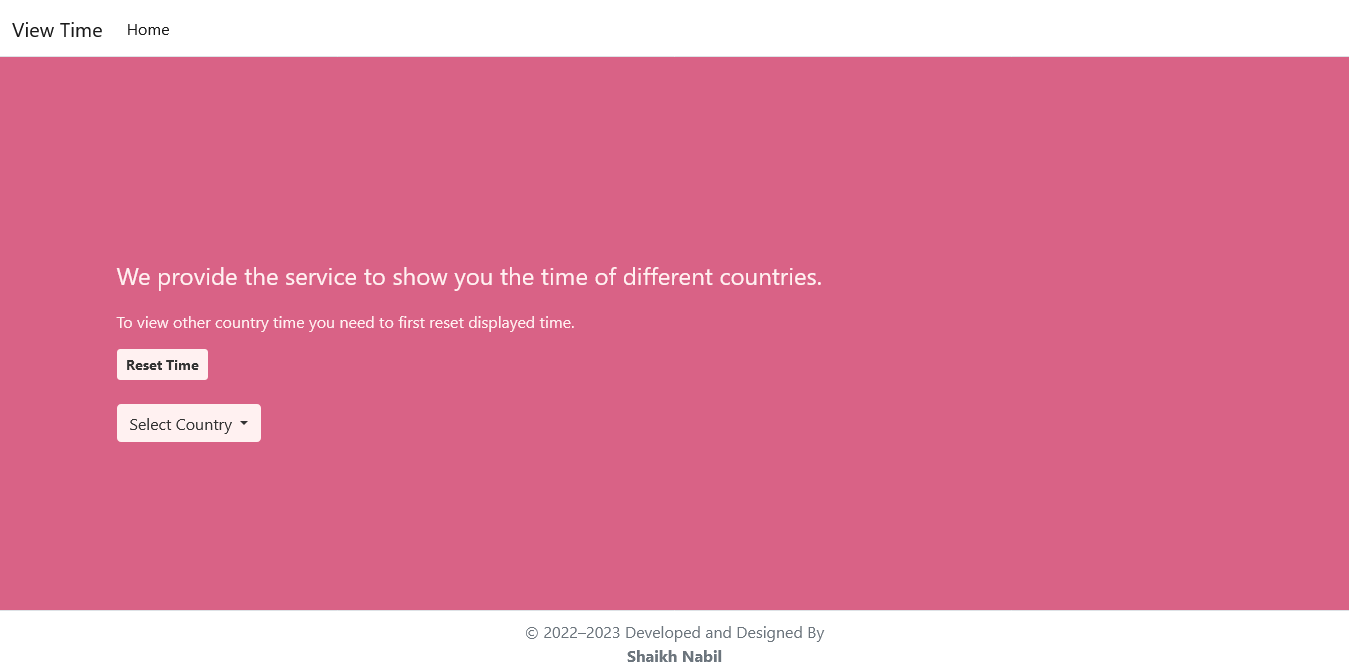 View Time Home
We provide the service to show you the time of different countries.
To view other country time you need to first reset displayed time.
Reset Time
Select Country
© 2022–2023 Developed and Designed By
Shaikh Nabil